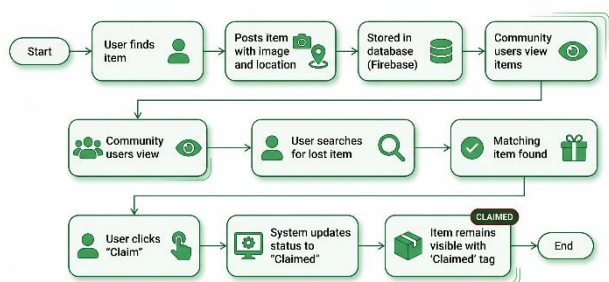 Start
User finds
item
Posts item
with image
and location
Stored in
database
(Firebase)
Community
users view
items
Community
users view
User searches
for lost item
Matching
item found
User clicks
"Claim"
System updates
status to
"Claimed"
CLAIMED
Item remains
visible with
'Claimed' tag
End